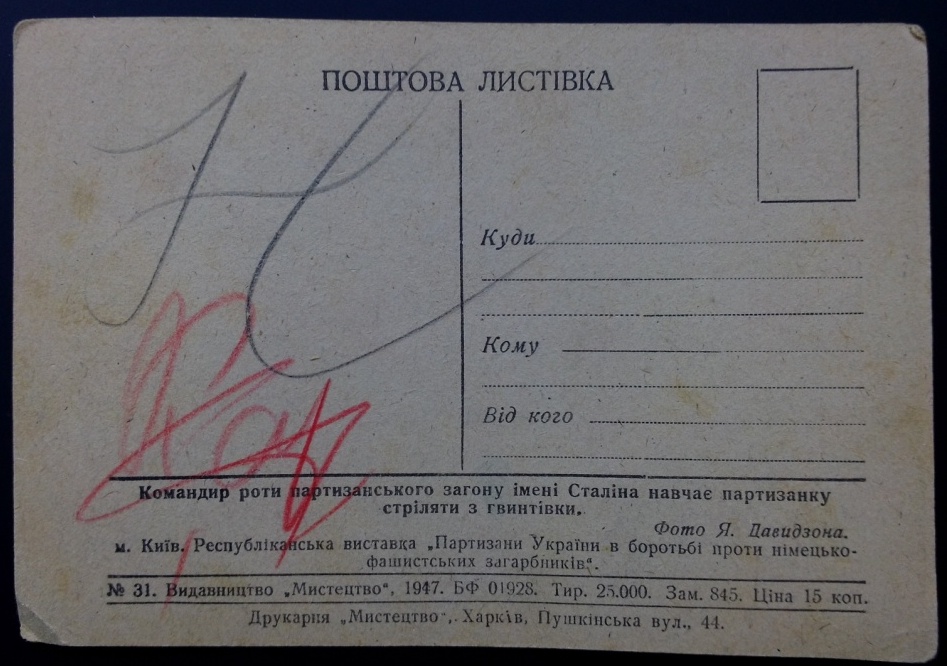 ПОШТОВА ЛИСТІВКА
Куди
Кому
Від кого
Командир роти партизанського загону імені Сталіна навчає партизанку
стріляти з гвинтівки.
Фото Я. Давидзона.
м. Київ. Республіканська виставка „Партизани України в боротьбі проти німецько-
фашистських загарбників“.
№ 31. Видавництво „Мистецтво“, 1947. БФ 01928. Тир. 25.000. Зам. 845. Ціна 15 коп.
Друкарня „Мистецтво“, Харків, Пушкінська вул., 44.